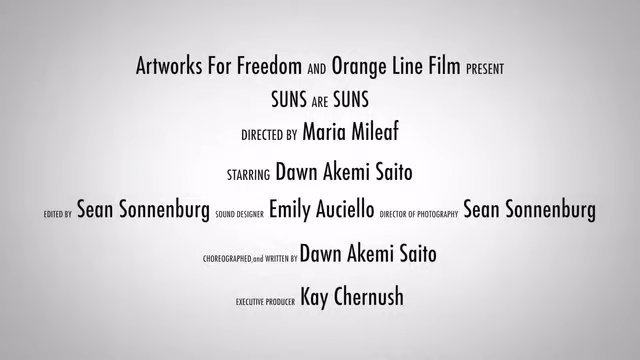 Artworks For Freedom AND Orange Line Film PRESENT
SUNS ARE SUNS
DIRECTED BY Maria Mileaf
STARRING Dawn Akemi Saito
EDITED BY Sean Sonnenburg SOUND DESIGNER Emily Auciello DIRECTOR OF PHOTOGRAPHY Sean Sonnenburg
CHOREOGRAPHED,and WRITTEN BY Dawn Akemi Saito
EXECUTIVE PRODUCER Kay Chernush